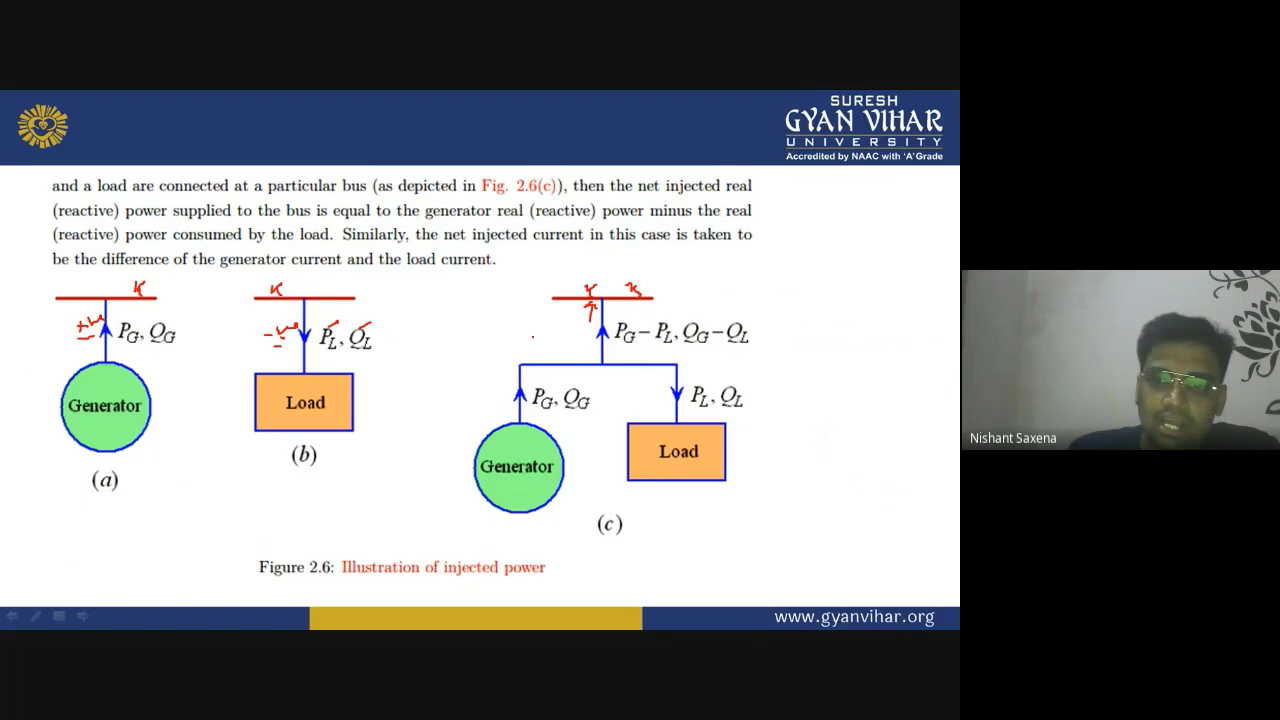 SURESH
GYAN VIHAR
UNIVERSITY
Accredited by NAAC with 'A' Grade
and a load are connected at a particular bus (as depicted in Fig. 2.6(c)), then the net injected real
(reactive) power supplied to the bus is equal to the generator real (reactive) power minus the real
(reactive) power consumed by the load. Similarly, the net injected current in this case is taken to
be the difference of the generator current and the load current.
K
K
+ve
P_G, Q_G
-ve
P_L, Q_L
P_G−P_L, Q_G−Q_L
Generator
Load
P_G, Q_G
P_L, Q_L
Generator
Load
(a)
(b)
(c)
Figure 2.6: Illustration of injected power
www.gyanvihar.org
Nishant Saxena